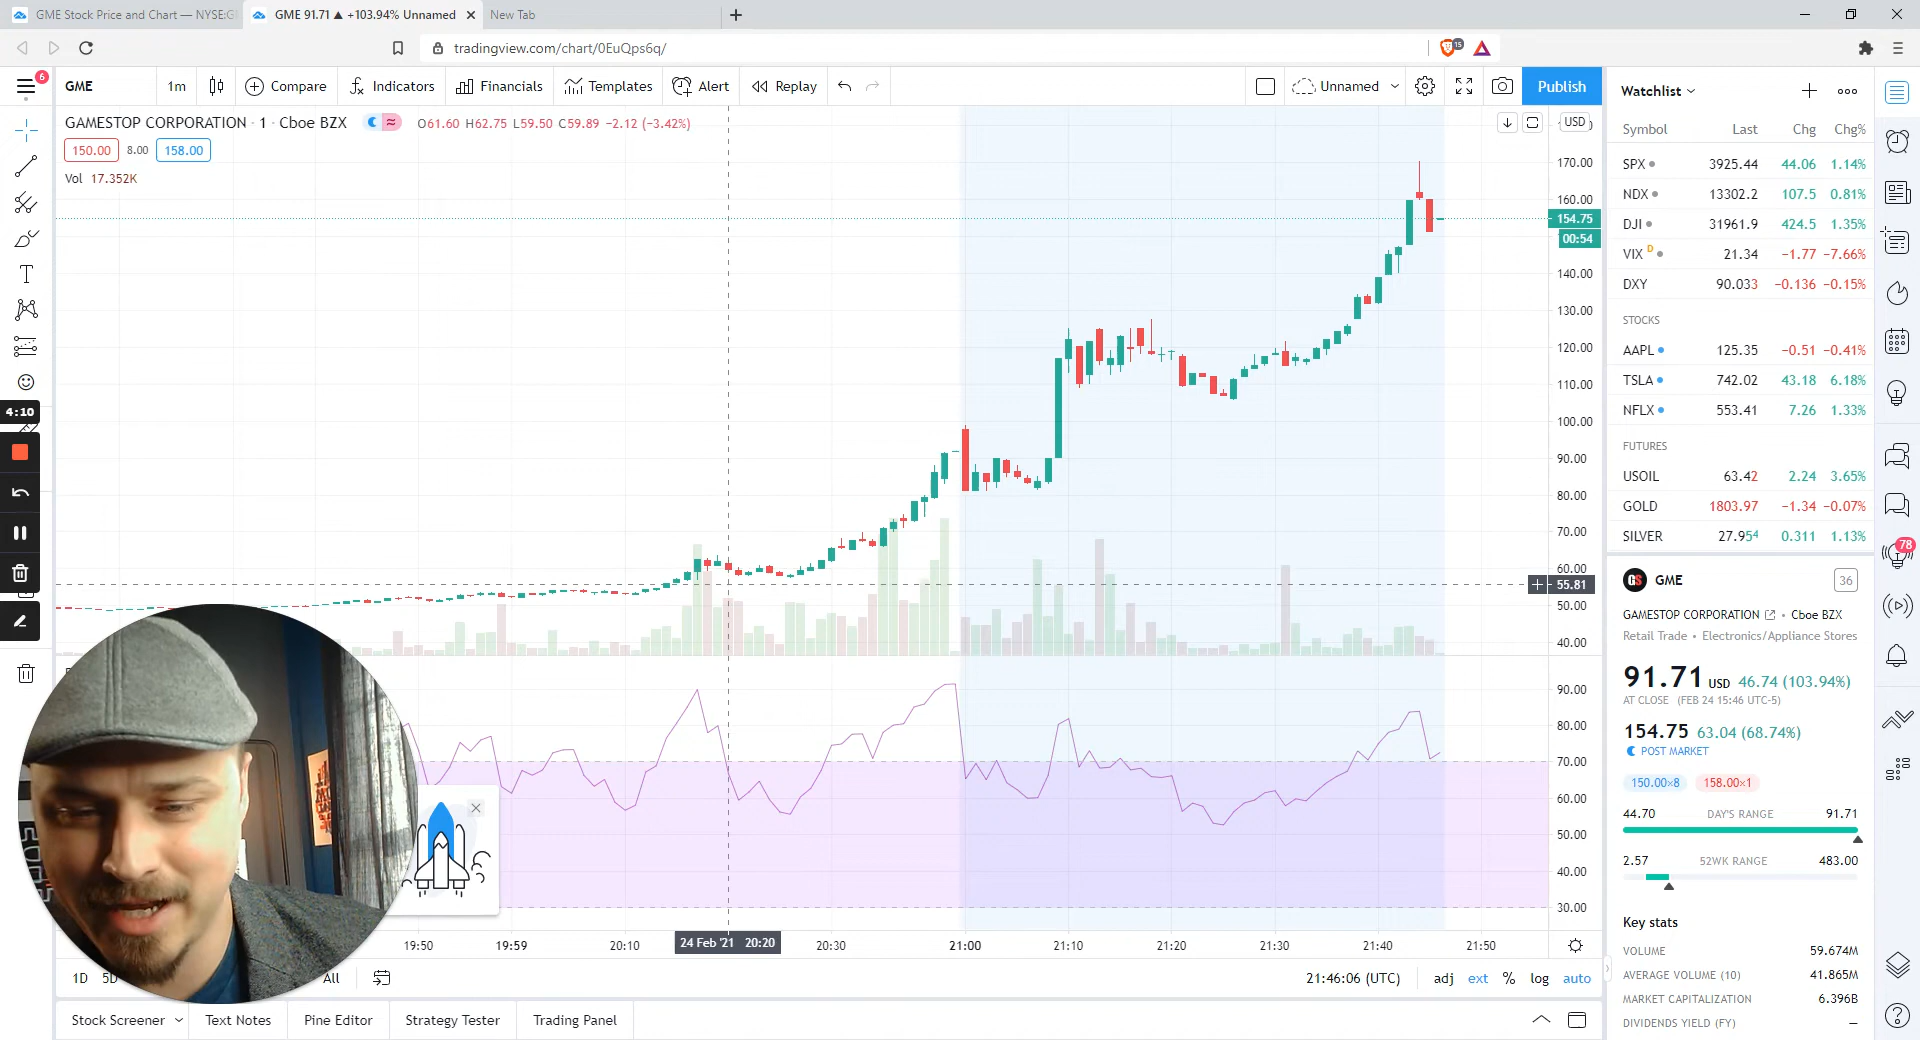 GME Stock Price and Chart — NYSE:G
GME 91.71 ▲ +103.94% Unnamed
New Tab
tradingview.com/chart/0EuQps6q/
15
6
GME
1m
Compare
Indicators
Financials
Templates
Alert
Replay
Unnamed
Publish
GAMESTOP CORPORATION · 1 · Cboe BZX
O61.60 H62.75 L59.50 C59.89 −2.12 (−3.42%)
150.00 8.00 158.00
Vol 17.352K
USD
170.00
160.00
154.75
00:54
140.00
130.00
120.00
110.00
100.00
90.00
80.00
70.00
60.00
55.81
50.00
40.00
90.00
80.00
70.00
60.00
50.00
40.00
30.00
4:10
19:50
19:59
20:10
24 Feb '21 20:20
20:30
21:00
21:10
21:20
21:30
21:40
21:50
1D
All
21:46:06 (UTC)
adj
ext
%
log
auto
Stock Screener
Text Notes
Pine Editor
Strategy Tester
Trading Panel
Watchlist
Symbol Last Chg Chg%
SPX 3925.44 44.06 1.14%
NDX 13302.2 107.5 0.81%
DJI 31961.9 424.5 1.35%
VIX D 21.34 −1.77 −7.66%
DXY 90.033 −0.136 −0.15%
STOCKS
AAPL 125.35 −0.51 −0.41%
TSLA 742.02 43.18 6.18%
NFLX 553.41 7.26 1.33%
FUTURES
USOIL 63.42 2.24 3.65%
GOLD 1803.97 −1.34 −0.07%
SILVER 27.954 0.311 1.13%
GME
36
GAMESTOP CORPORATION • Cboe BZX
Retail Trade • Electronics/Appliance Stores
91.71 USD 46.74 (103.94%)
AT CLOSE (FEB 24 15:46 UTC-5)
154.75 63.04 (68.74%)
POST MARKET
150.00×8 158.00×1
44.70 DAY'S RANGE 91.71
2.57 52WK RANGE 483.00
Key stats
VOLUME 59.674M
AVERAGE VOLUME (10) 41.865M
MARKET CAPITALIZATION 6.396B
DIVIDENDS YIELD (FY) —
78